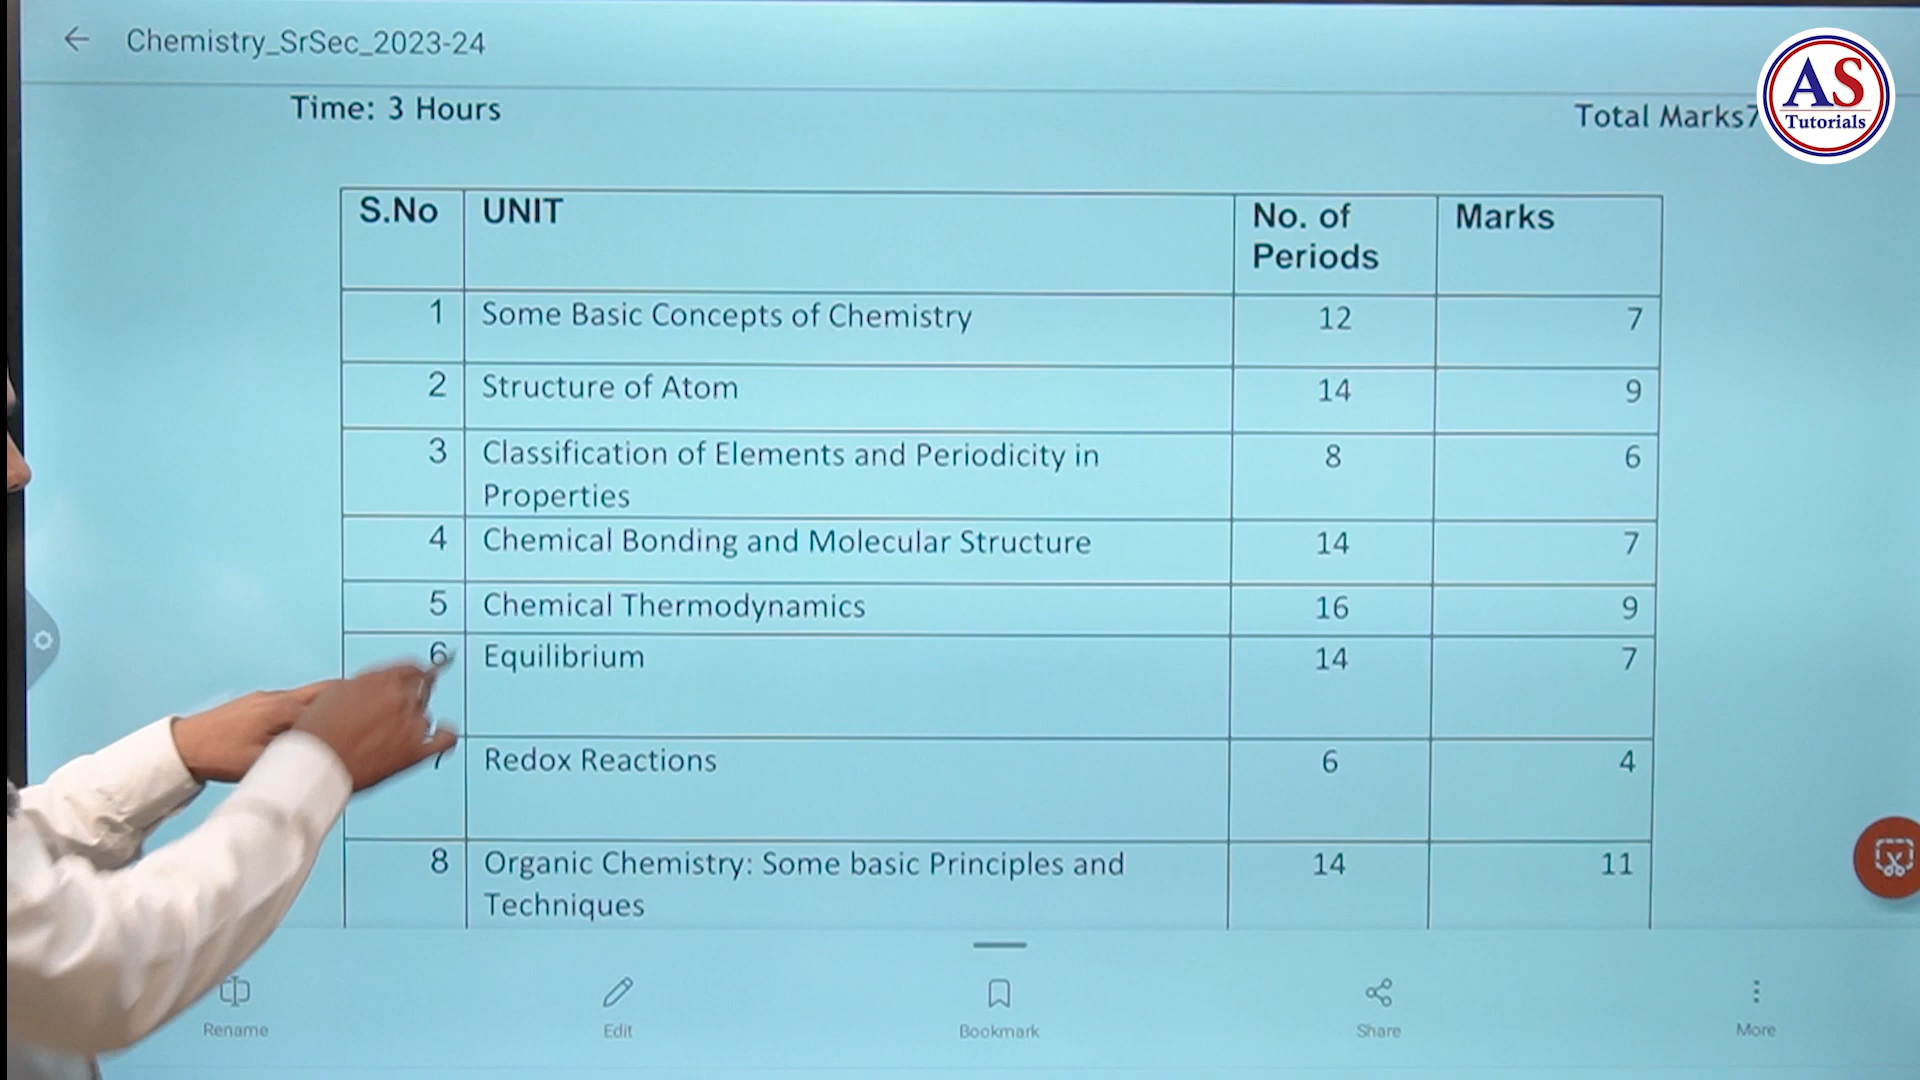 Chemistry_SrSec_2023-24
AS
Tutorials
Time: 3 Hours
Total Marks7
S.No UNIT No. of Periods Marks
1 Some Basic Concepts of Chemistry 12 7
2 Structure of Atom 14 9
3 Classification of Elements and Periodicity in 8 6
Properties
4 Chemical Bonding and Molecular Structure 14 7
5 Chemical Thermodynamics 16 9
6 Equilibrium 14 7
7 Redox Reactions 6 4
8 Organic Chemistry: Some basic Principles and 14 11
Techniques
Rename Edit Bookmark Share More